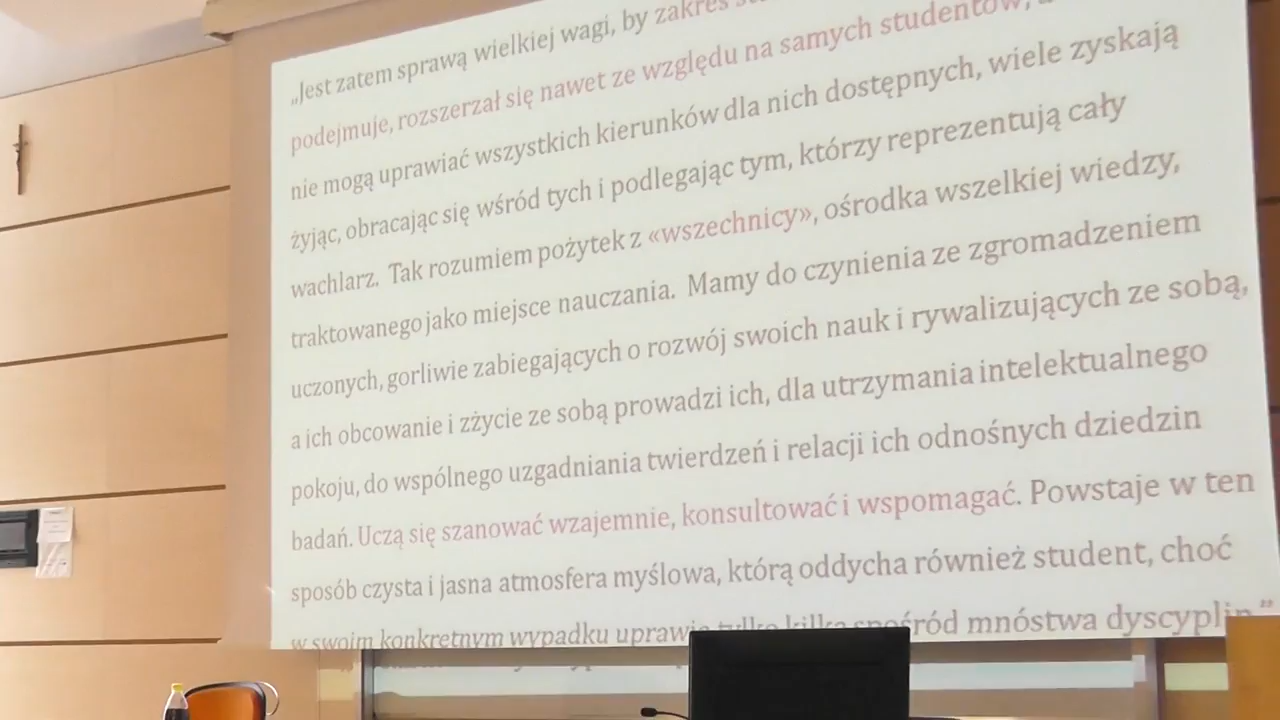 „Jest zatem sprawą wielkiej wagi, by zakres
podejmuje, rozszerzał się nawet ze względu na samych studentów,
nie mogą uprawiać wszystkich kierunków dla nich dostępnych, wiele zyskają
żyjąc, obracając się wśród tych i podlegając tym, którzy reprezentują cały
wachlarz. Tak rozumiem pożytek z «wszechnicy», ośrodka wszelkiej wiedzy,
traktowanego jako miejsce nauczania. Mamy do czynienia ze zgromadzeniem
uczonych, gorliwie zabiegających o rozwój swoich nauk i rywalizujących ze sobą,
a ich obcowanie i zżycie ze sobą prowadzi ich, dla utrzymania intelektualnego
pokoju, do wspólnego uzgadniania twierdzeń i relacji ich odnośnych dziedzin
badań. Uczą się szanować wzajemnie, konsultować i wspomagać. Powstaje w ten
sposób czysta i jasna atmosfera myślowa, którą oddycha również student, choć
w swoim konkretnym wypadku uprawia tylko kilka spośród mnóstwa dyscyplin.”